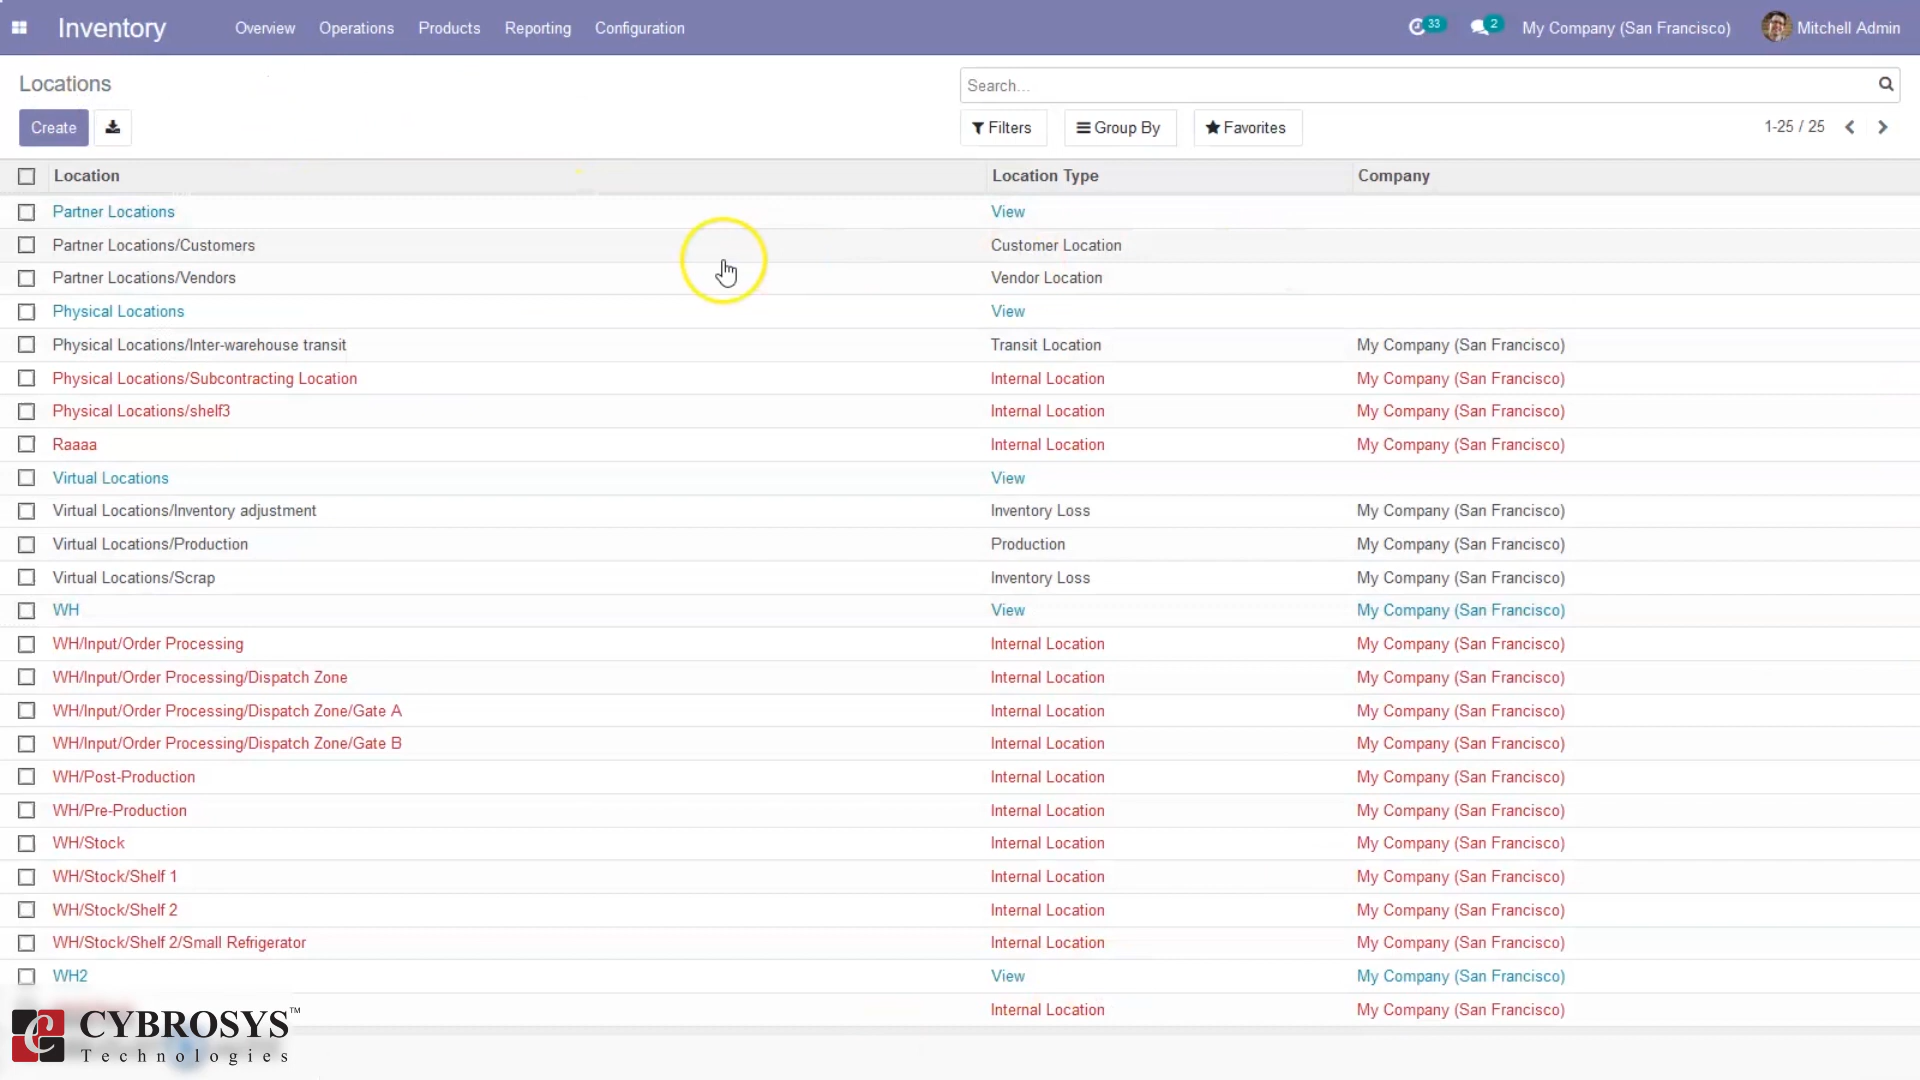 Inventory Overview Operations Products Reporting Configuration 33 2 My Company (San Francisco) Mitchell Admin
Locations
Search...
Create Filters Group By Favorites 1-25 / 25
Location Location Type Company
Partner Locations View
Partner Locations/Customers Customer Location
Partner Locations/Vendors Vendor Location
Physical Locations View
Physical Locations/Inter-warehouse transit Transit Location My Company (San Francisco)
Physical Locations/Subcontracting Location Internal Location My Company (San Francisco)
Physical Locations/shelf3 Internal Location My Company (San Francisco)
Raaaa Internal Location My Company (San Francisco)
Virtual Locations View
Virtual Locations/Inventory adjustment Inventory Loss My Company (San Francisco)
Virtual Locations/Production Production My Company (San Francisco)
Virtual Locations/Scrap Inventory Loss My Company (San Francisco)
WH View My Company (San Francisco)
WH/Input/Order Processing Internal Location My Company (San Francisco)
WH/Input/Order Processing/Dispatch Zone Internal Location My Company (San Francisco)
WH/Input/Order Processing/Dispatch Zone/Gate A Internal Location My Company (San Francisco)
WH/Input/Order Processing/Dispatch Zone/Gate B Internal Location My Company (San Francisco)
WH/Post-Production Internal Location My Company (San Francisco)
WH/Pre-Production Internal Location My Company (San Francisco)
WH/Stock Internal Location My Company (San Francisco)
WH/Stock/Shelf 1 Internal Location My Company (San Francisco)
WH/Stock/Shelf 2 Internal Location My Company (San Francisco)
WH/Stock/Shelf 2/Small Refrigerator Internal Location My Company (San Francisco)
WH2 View My Company (San Francisco)
Internal Location My Company (San Francisco)
CYBROSYS™
Technologies